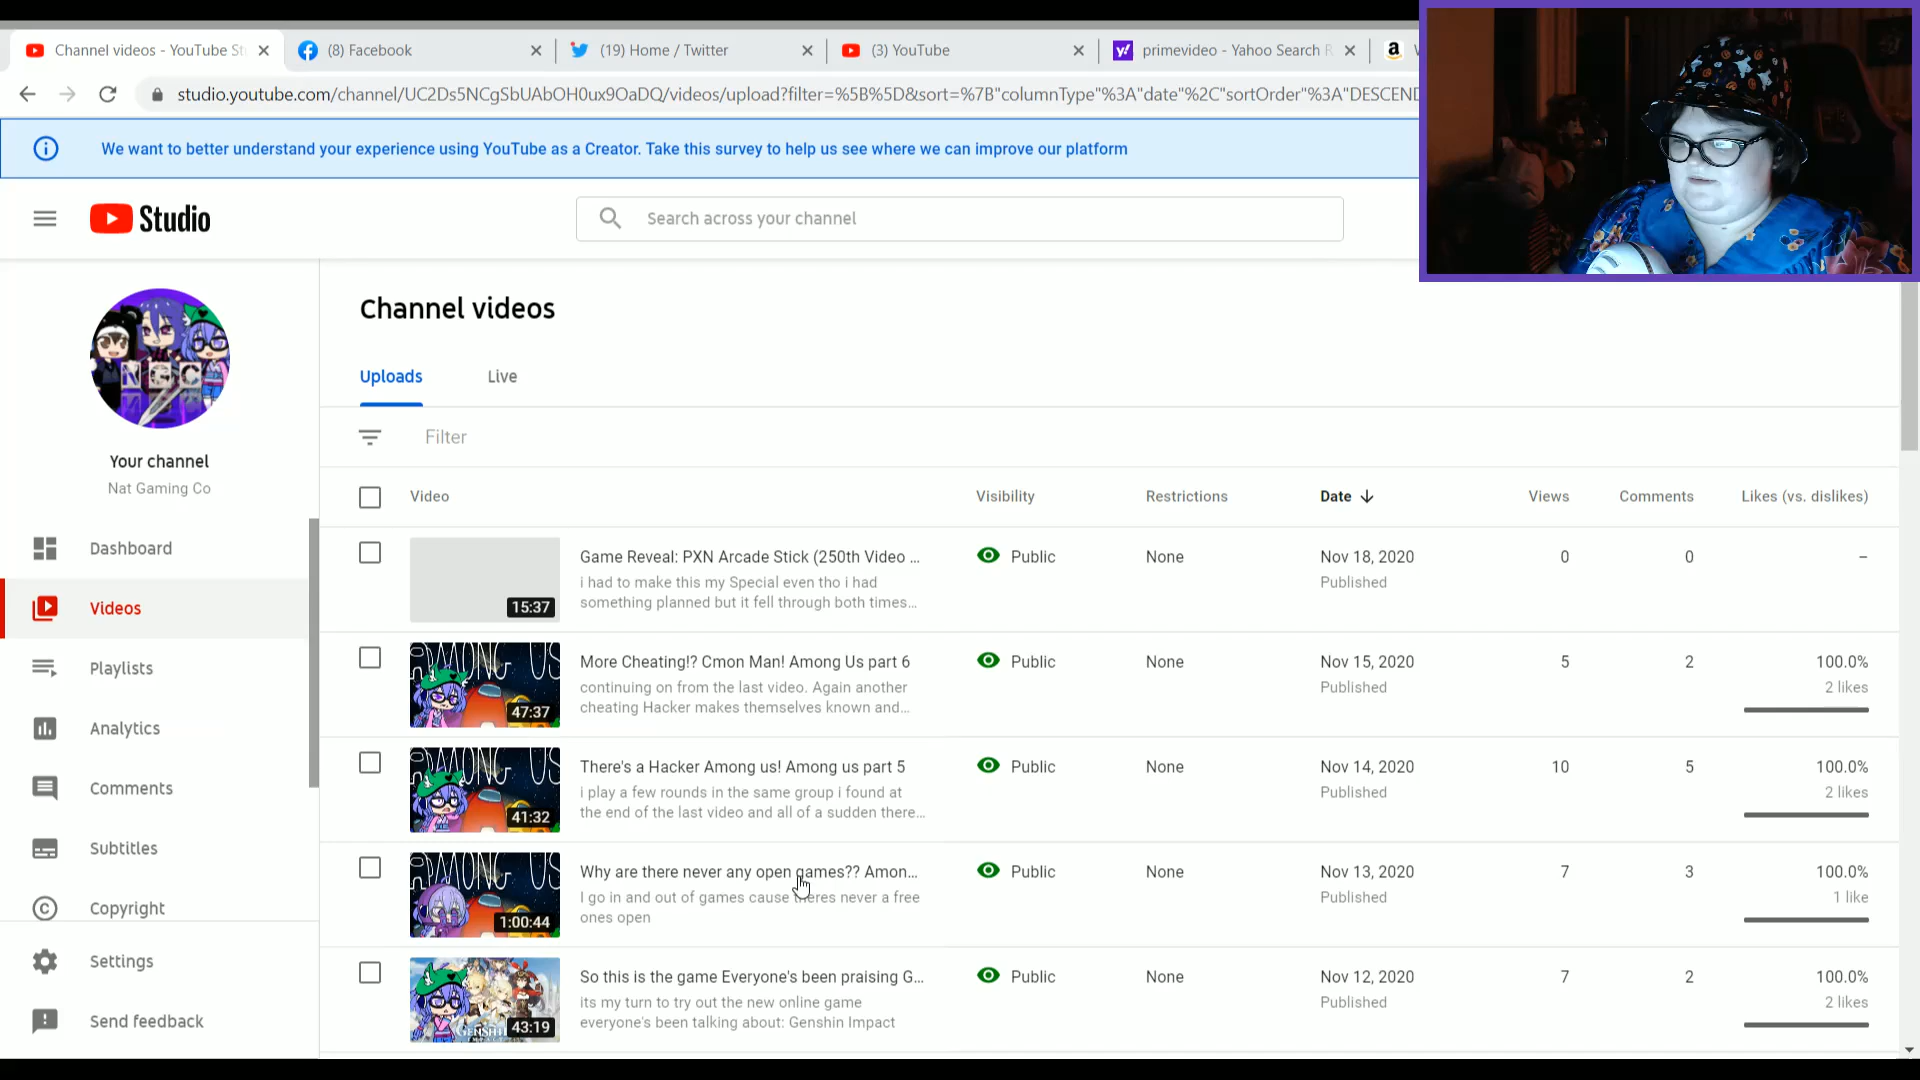 Channel videos - YouTube St
(8) Facebook
(19) Home / Twitter
(3) YouTube
primevideo - Yahoo Search R
studio.youtube.com/channel/UC2Ds5NCgSbUAbOH0ux9OaDQ/videos/upload?filter=%5B%5D&sort=%7B"columnType"%3A"date"%2C"sortOrder"%3A"DESCEND
We want to better understand your experience using YouTube as a Creator. Take this survey to help us see where we can improve our platform
Studio
Search across your channel
Channel videos
Uploads Live
Filter
Your channel
Nat Gaming Co
NGC
Dashboard
Videos
Playlists
Analytics
Comments
Subtitles
Copyright
Settings
Send feedback
Video Visibility Restrictions Date Views Comments Likes (vs. dislikes)
15:37
Game Reveal: PXN Arcade Stick (250th Video ... Public None Nov 18, 2020 0 0 –
i had to make this my Special even tho i had Published
something planned but it fell through both times...
AMONG US
47:37
More Cheating!? Cmon Man! Among Us part 6 Public None Nov 15, 2020 5 2 100.0%
continuing on from the last video. Again another Published 2 likes
cheating Hacker makes themselves known and...
AMONG US
41:32
There's a Hacker Among us! Among us part 5 Public None Nov 14, 2020 10 5 100.0%
i play a few rounds in the same group i found at Published 2 likes
the end of the last video and all of a sudden there...
AMONG US
1:00:44
Why are there never any open games?? Amon... Public None Nov 13, 2020 7 3 100.0%
I go in and out of games cause theres never a free Published 1 like
ones open
GENSHIN
43:19
So this is the game Everyone's been praising G... Public None Nov 12, 2020 7 2 100.0%
its my turn to try out the new online game Published 2 likes
everyone's been talking about: Genshin Impact